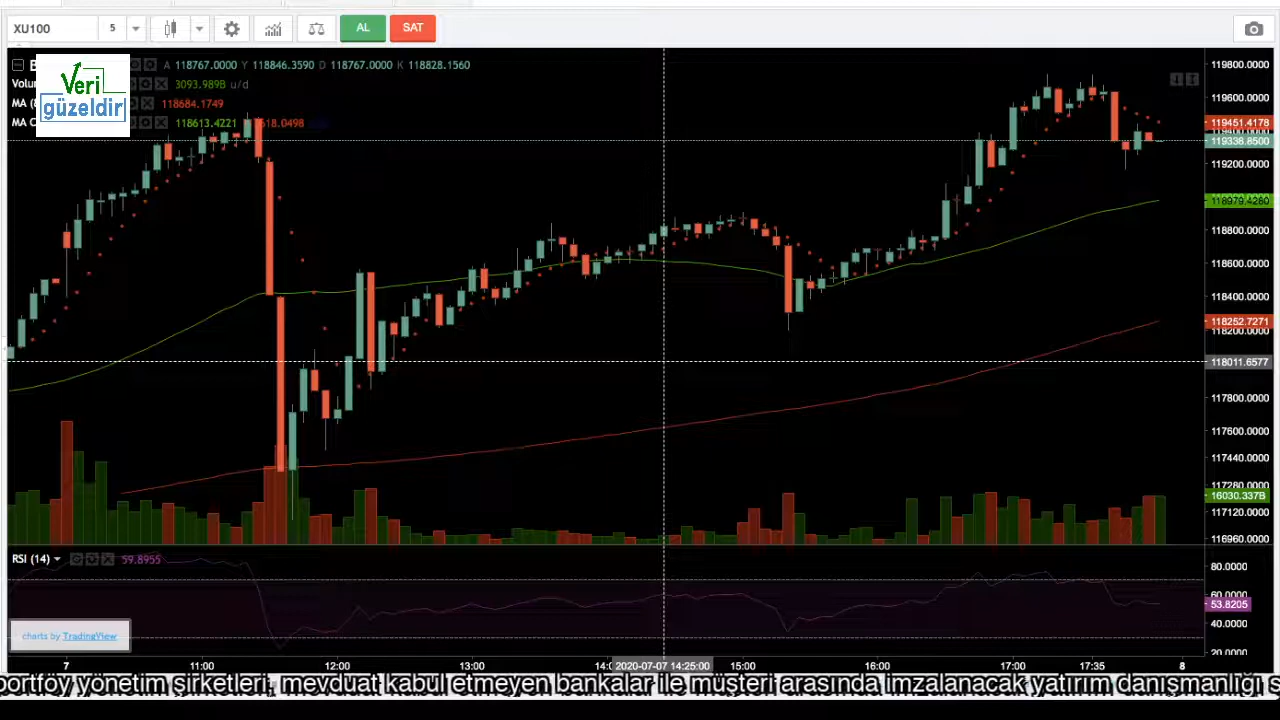 XU100 5 AL SAT
Veri
güzeldir
A 118767.0000 Y 118846.3590 D 118767.0000 K 118828.1560
3093.989B u/d
MA 118684.1749
MA 118613.4221
119800.0000
119600.0000
119451.4178
119338.8500
119200.0000
118979.4280
118800.0000
118600.0000
118400.0000
118252.7271
118200.0000
118011.6577
117800.0000
117600.0000
117440.0000
117280.0000
16030.337B
117120.0000
116960.0000
RSI (14) 59.8955
80.0000
60.0000
53.8205
40.0000
20.0000
charts by TradingView
7 11:00 12:00 13:00 2020-07-07 14:25:00 15:00 16:00 17:00 17:35 8
portföy yönetim şirketleri, mevduat kabul etmeyen bankalar ile müşteri arasında imzalanacak yatırım danışmanlığı s